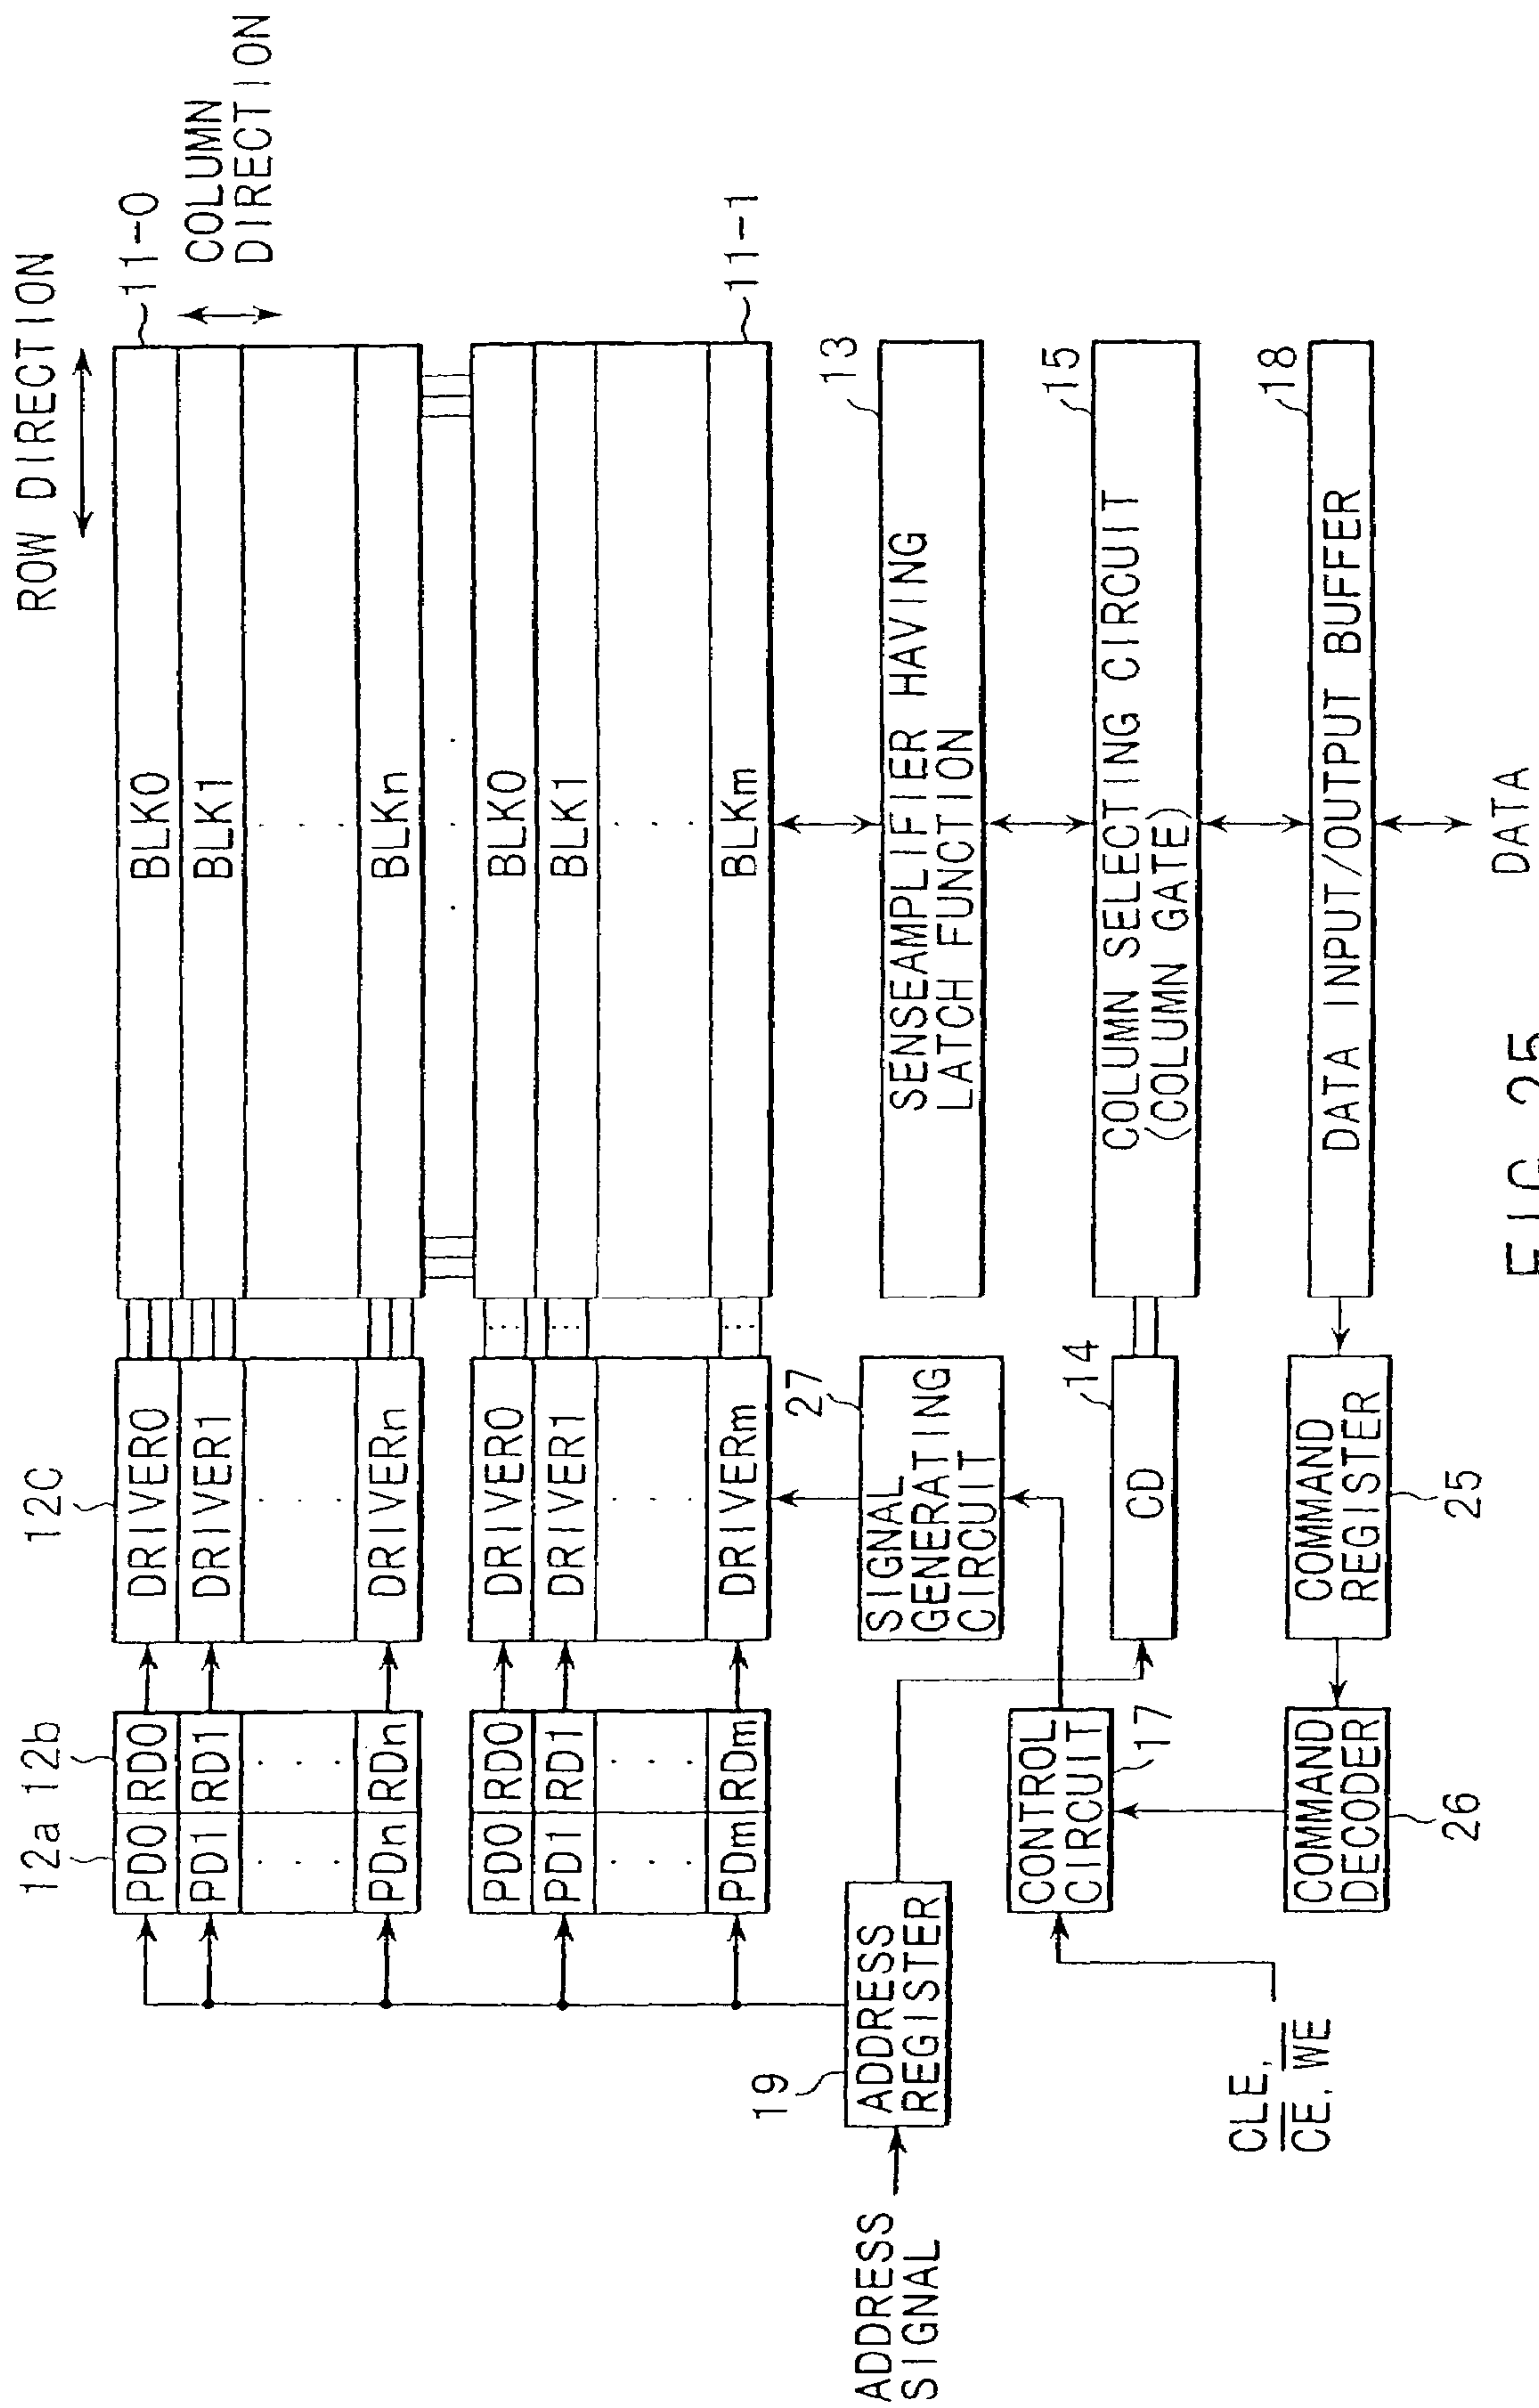 ROW DIRECTION
COLUMN
DIRECTION
11-0
12a
12b
12C
PD0
RD0
DRIVER0
BLK0
PD1
RD1
DRIVER1
BLK1
PDn
RDn
DRIVERn
BLKn
PD0
RD0
DRIVER0
BLK0
PD1
RD1
DRIVER1
BLK1
PDm
RDm
DRIVERm
BLKm
11-1
19
ADDRESS
SIGNAL
ADDRESS
REGISTER
27
SIGNAL
GENERATING
CIRCUIT
13
SENSEAMPLIFIER HAVING
LATCH FUNCTION
CONTROL
CIRCUIT
17
14
CD
15
COLUMN SELECTING CIRCUIT
(COLUMN GATE)
CLE,
C̅E̅, W̅E̅
COMMAND
DECODER
26
COMMAND
REGISTER
25
18
DATA INPUT/OUTPUT BUFFER
DATA
FIG. 25